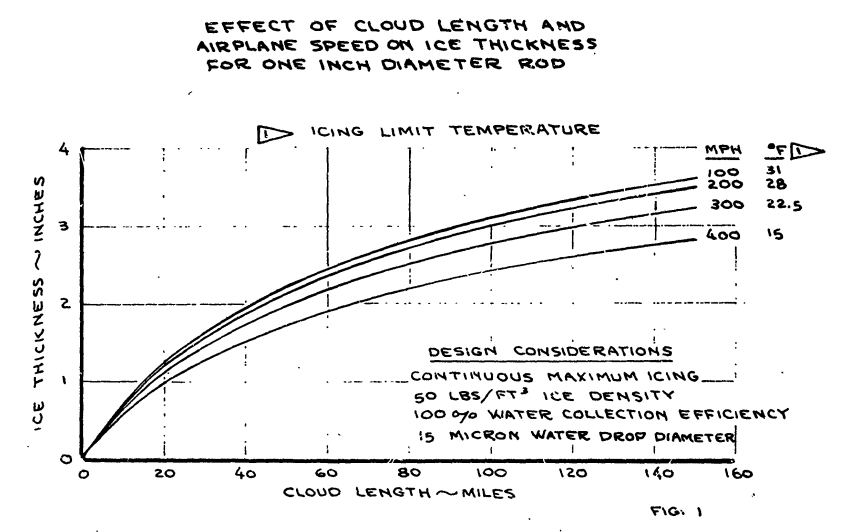 EFFECT OF CLOUD LENGTH AND
AIRPLANE SPEED ON ICE THICKNESS
FOR ONE INCH DIAMETER ROD
1 ICING LIMIT TEMPERATURE
MPH °F 1
100 31
200 28
300 22.5
400 15
ICE THICKNESS ~ INCHES
4
3
2
1
0
DESIGN CONSIDERATIONS
CONTINUOUS MAXIMUM ICING
50 LBS/FT³ ICE DENSITY
100 % WATER COLLECTION EFFICIENCY
15 MICRON WATER DROP DIAMETER
0 20 40 60 80 100 120 140 160
CLOUD LENGTH ~ MILES
FIG. 1